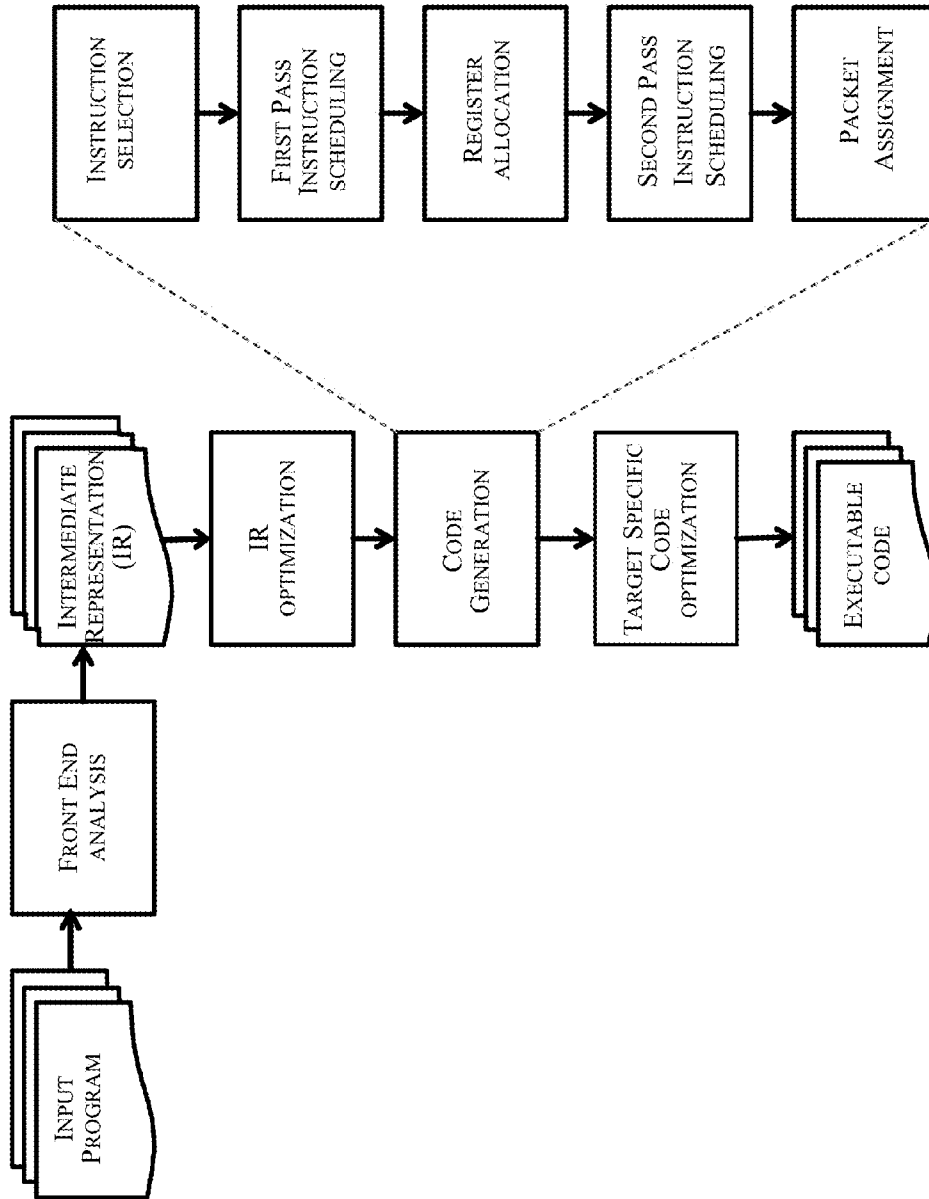 INPUT
PROGRAM
FRONT END
ANALYSIS
INTERMEDIATE
REPRESENTATION
(IR)
IR
OPTIMIZATION
CODE
GENERATION
TARGET SPECIFIC
CODE
OPTIMIZATION
EXECUTABLE
CODE
INSTRUCTION
SELECTION
FIRST PASS
INSTRUCTION
SCHEDULING
REGISTER
ALLOCATION
SECOND PASS
INSTRUCTION
SCHEDULING
PACKET
ASSIGNMENT